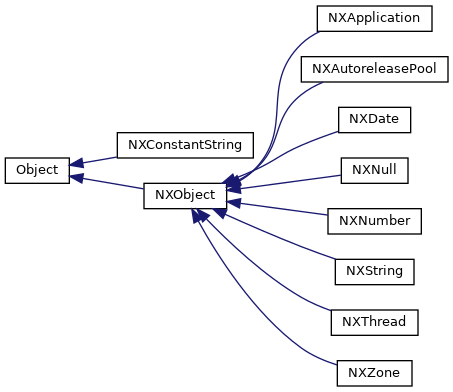 NXApplication
NXAutoreleasePool
NXDate
NXConstantString
Object
NXNull
NXObject
NXNumber
NXString
NXThread
NXZone